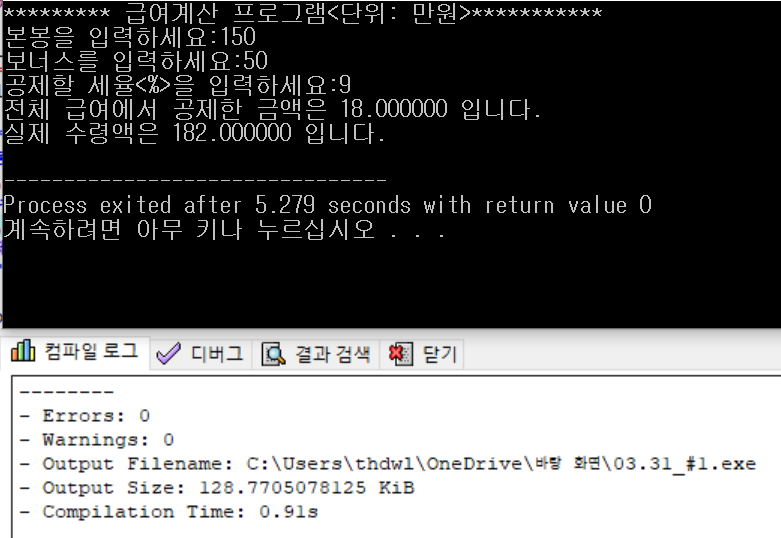 ********* 급여계산 프로그램<단위: 만원>***********
본봉을 입력하세요:150
보너스를 입력하세요:50
공제할 세율<%>을 입력하세요:9
전체 급여에서 공제한 금액은 18.000000 입니다.
실제 수령액은 182.000000 입니다.
--------------------------------
Process exited after 5.279 seconds with return value 0
계속하려면 아무 키나 누르십시오 . . .
컴파일 로그 디버그 결과 검색 닫기
--------
- Errors: 0
- Warnings: 0
- Output Filename: C:\Users\thdwl\OneDrive\바탕 화면\03.31_#1.exe
- Output Size: 128.7705078125 KiB
- Compilation Time: 0.91s